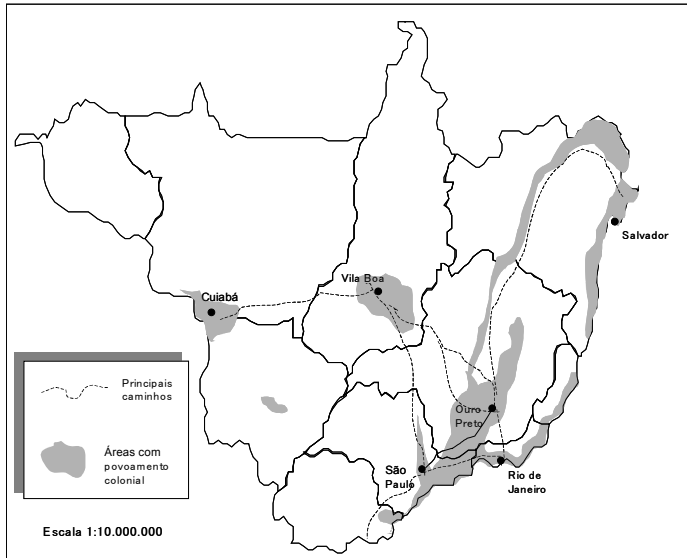 Salvador
Vila Boa
Cuiabá
Principais
caminhos
Ouro
Preto
Áreas com
povoamento
colonial
São
Paulo
Rio de
Janeiro
Escala 1:10.000.000